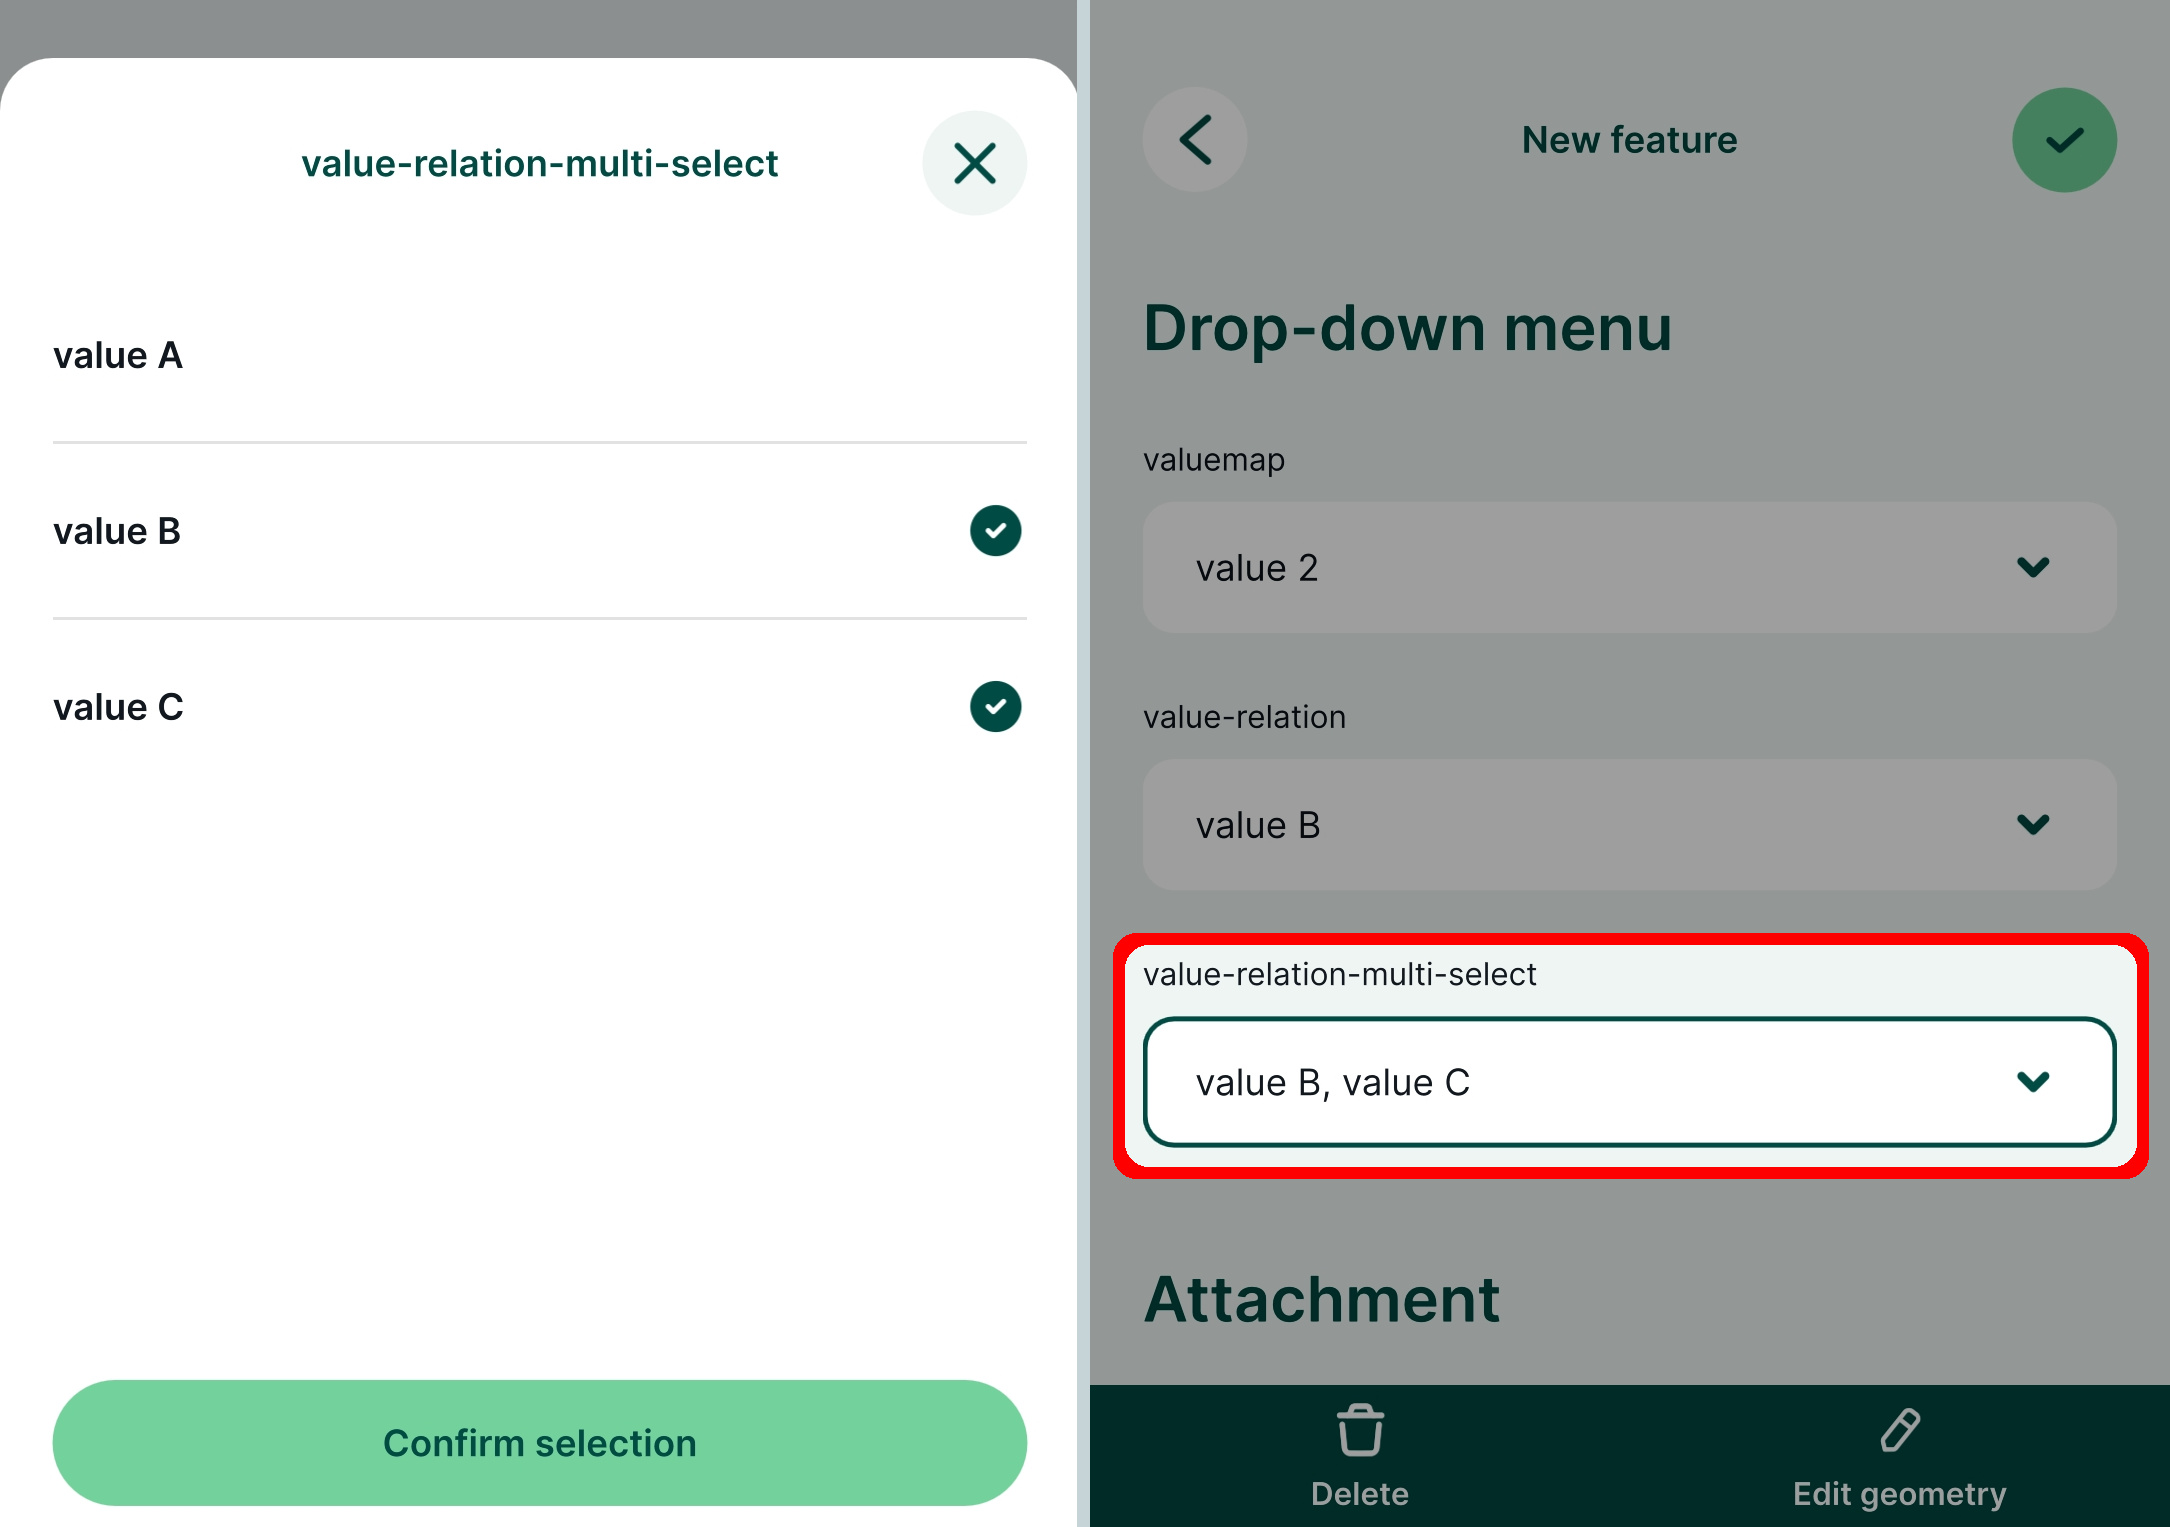 value-relation-multi-select
value A
value B
value C
Confirm selection
New feature
Drop-down menu
valuemap
value 2
value-relation
value B
value-relation-multi-select
value B, value C
Attachment
Delete
Edit geometry